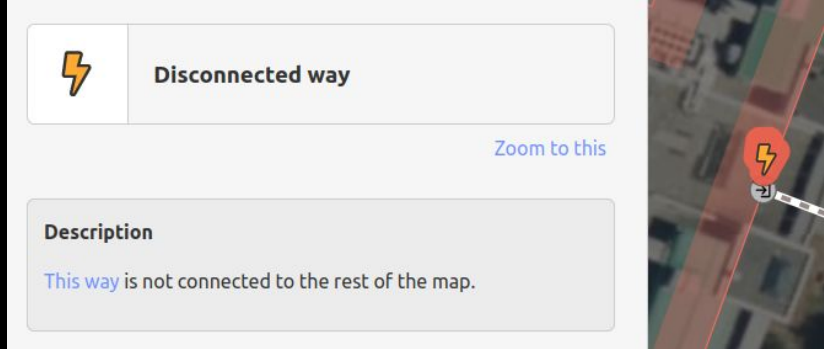 Disconnected way
Zoom to this
Description
This way is not connected to the rest of the map.